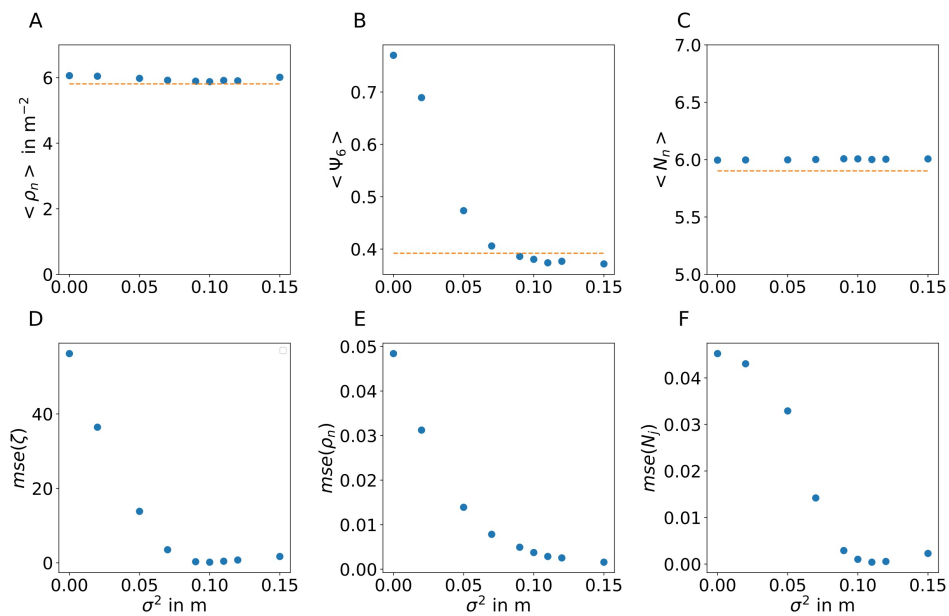 A
B
C
< ρn > in m−2
6
4
2
0
0.00 0.05 0.10 0.15
< Ψ6 >
0.7
0.6
0.5
0.4
0.00 0.05 0.10 0.15
< Nn >
7.0
6.5
6.0
5.5
5.0
0.00 0.05 0.10 0.15
D
E
F
mse(ζ)
40
20
0
0.00 0.05 0.10 0.15
σ2 in m
mse(ρn)
0.05
0.04
0.03
0.02
0.01
0.00
0.00 0.05 0.10 0.15
σ2 in m
mse(Nj)
0.04
0.03
0.02
0.01
0.00
0.00 0.05 0.10 0.15
σ2 in m